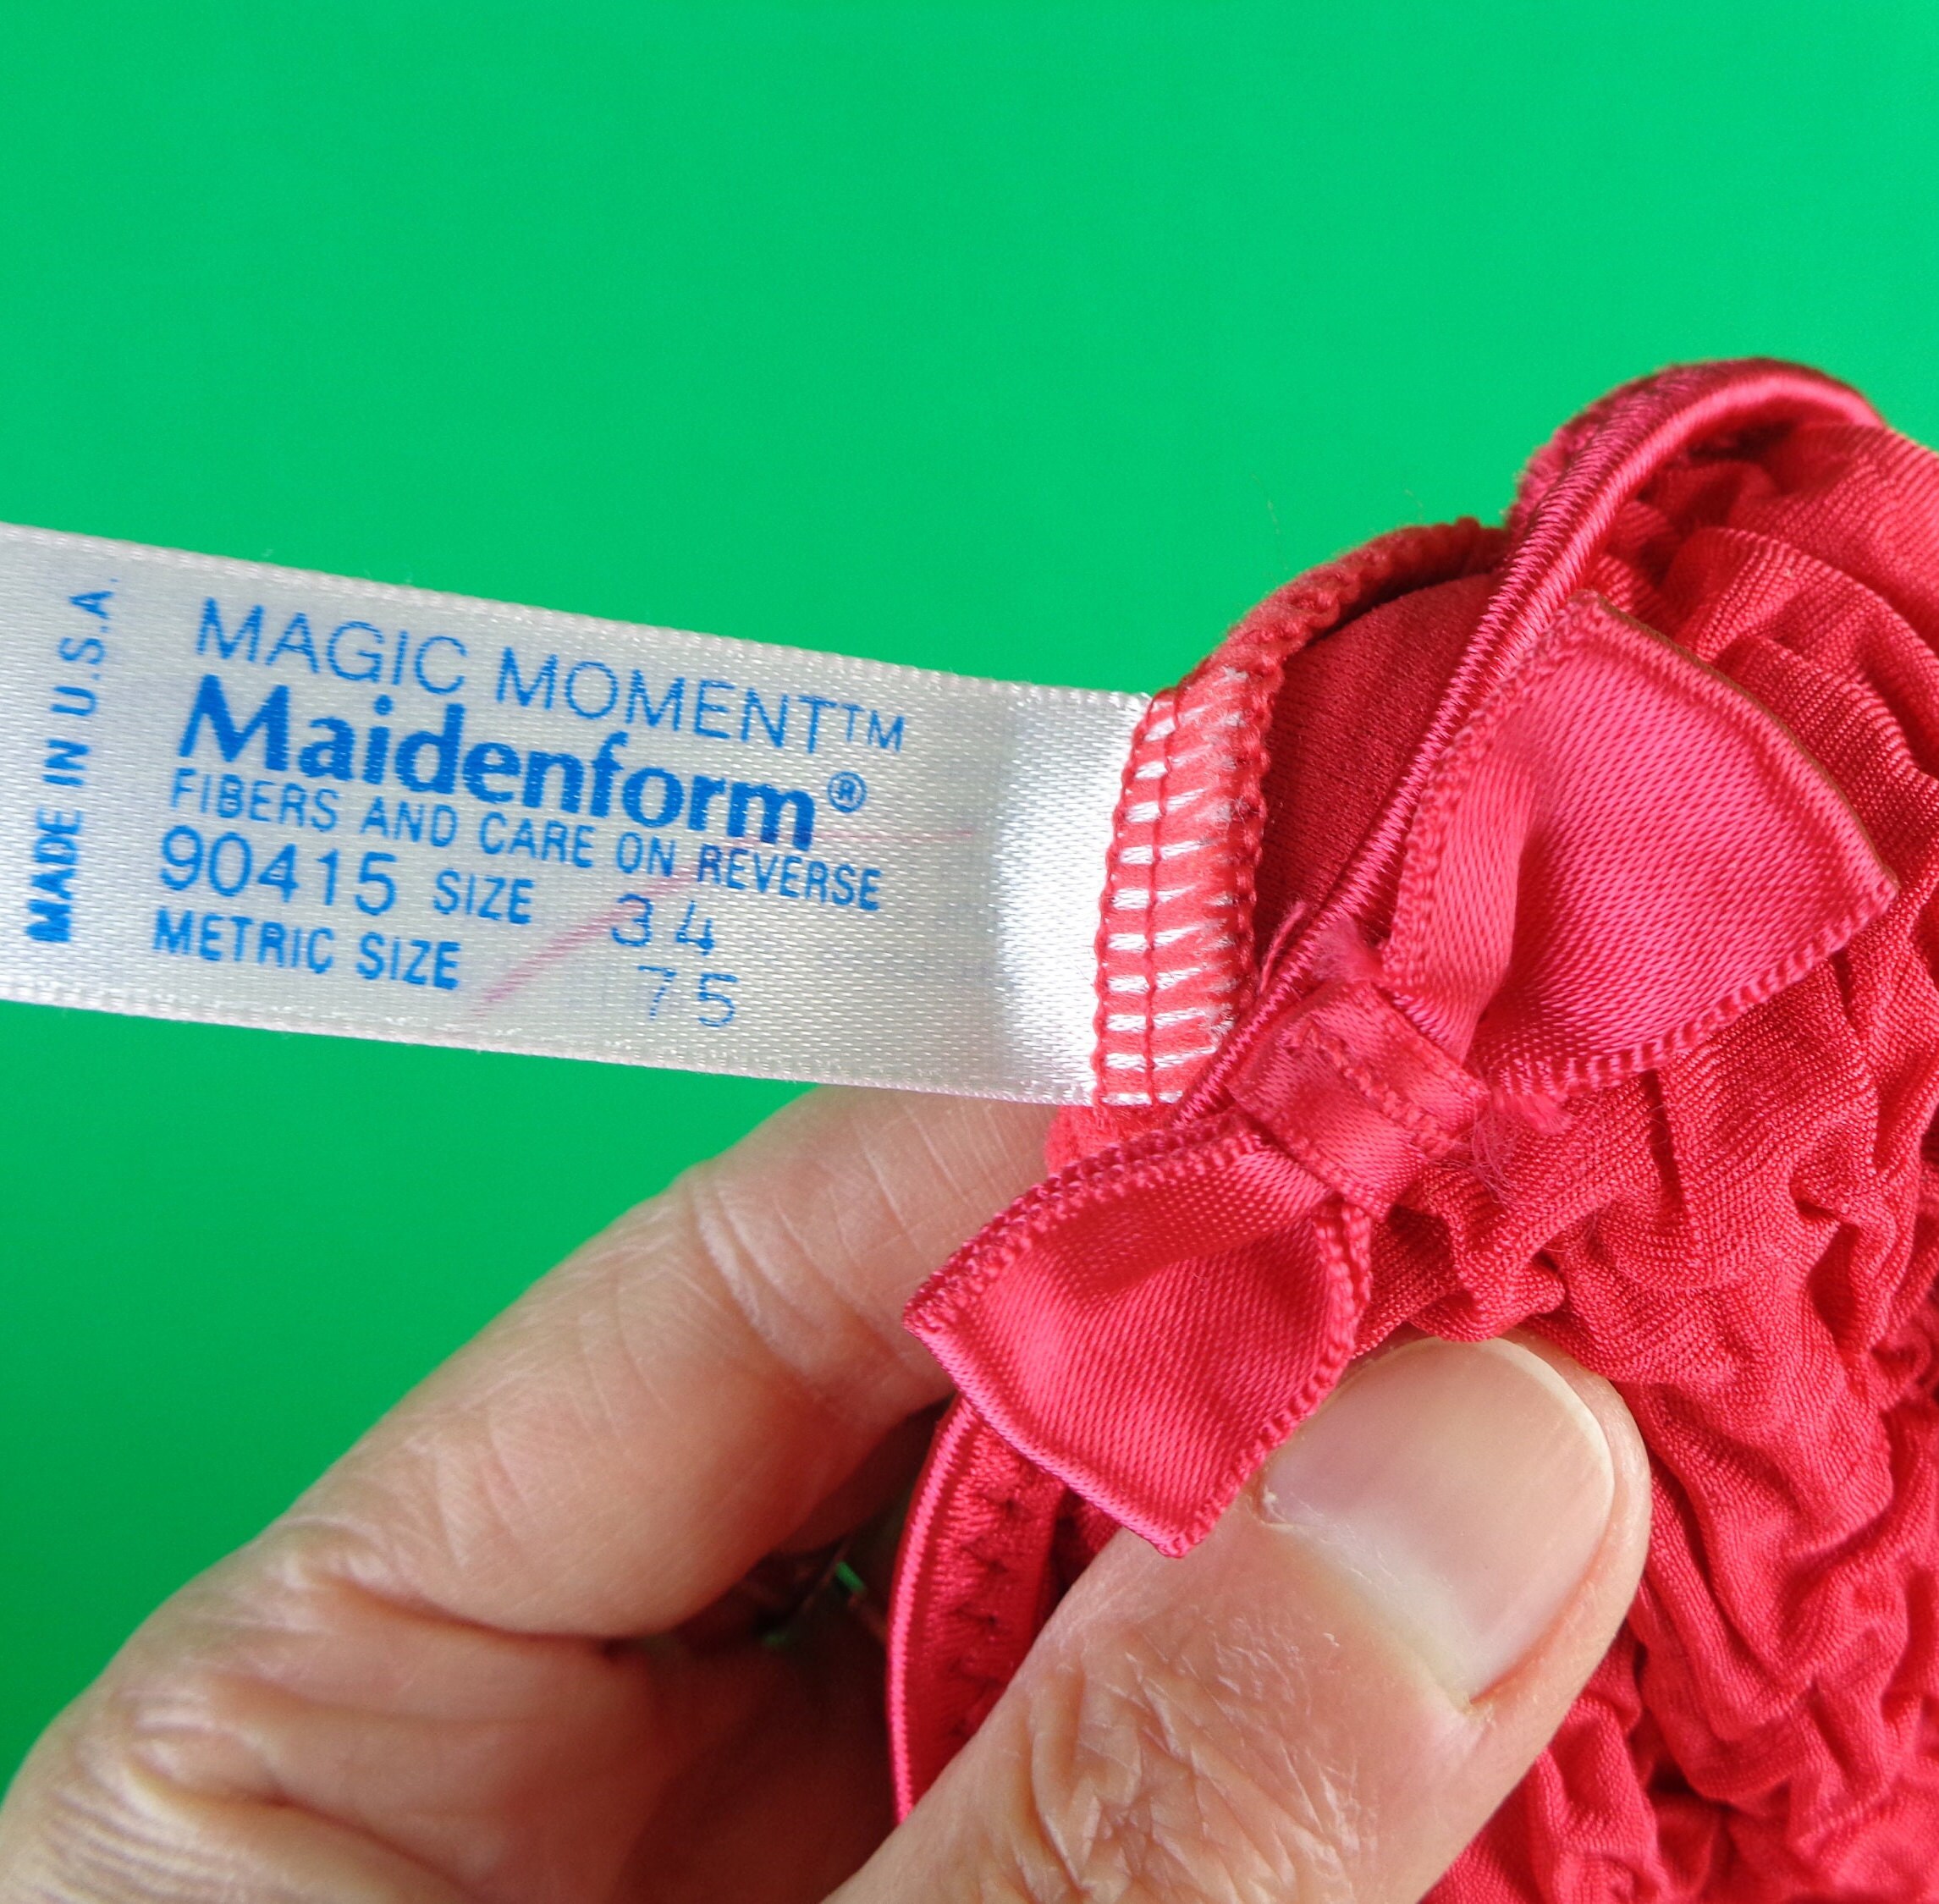 MADE IN U.S.A.
MAGIC MOMENT™
Maidenform®
FIBERS AND CARE ON REVERSE
90415 SIZE 34
METRIC SIZE 75